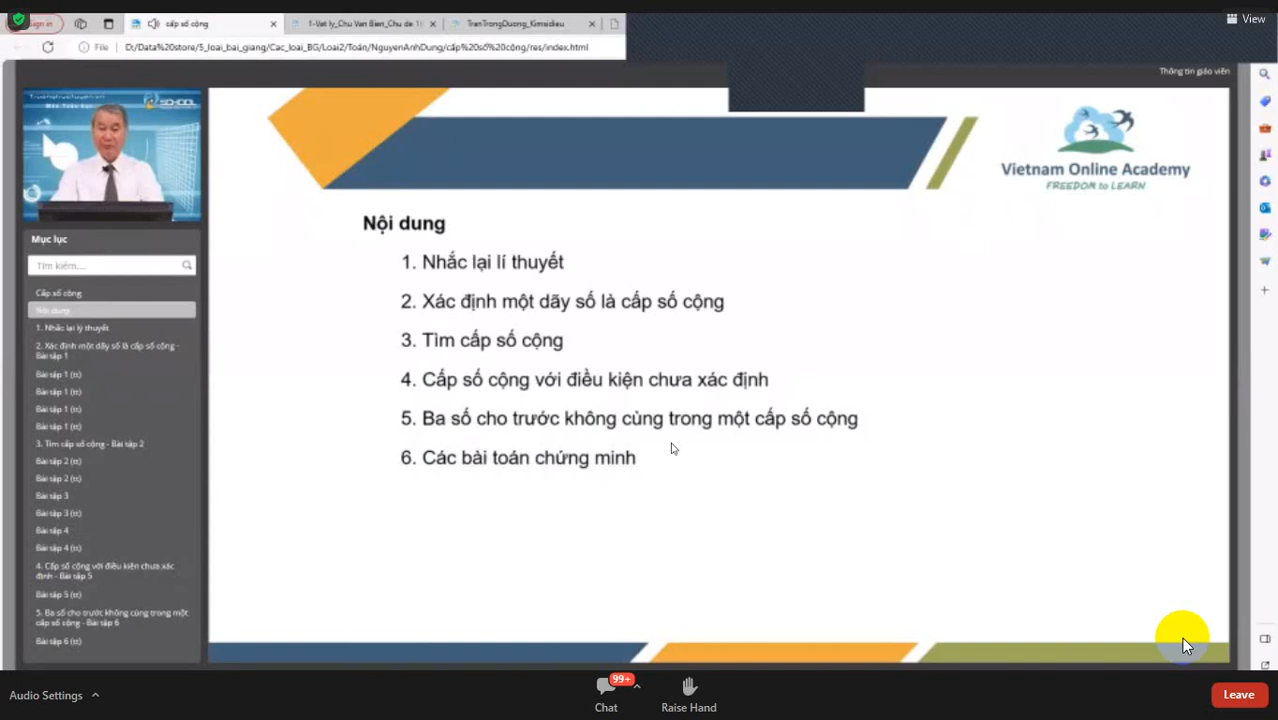 Sign in
cấp số cộng
1-Vat ly_Chu Van Bien_Chu de 1
TranTrongDuong_Kimsidieu
View
File
D:/Data%20store/5_loai_bai_giang/Cac_loai_BG/Loai2/Toán/NguyenAnhDung/cấp%20số%20cộng/res/index.html
Thông tin giáo viên
SCHOOL
Vietnam Online Academy
FREEDOM to LEARN
Mục lục
Tìm kiếm....
Cấp số cộng
Nội dung
1. Nhắc lại lý thuyết
2. Xác định một dãy số là cấp số cộng -
Bài tập 1
Bài tập 1 (tt)
Bài tập 1 (tt)
Bài tập 1 (tt)
Bài tập 1 (tt)
3. Tìm cấp số cộng - Bài tập 2
Bài tập 2 (tt)
Bài tập 2 (tt)
Bài tập 3
Bài tập 3 (tt)
Bài tập 4
Bài tập 4 (tt)
4. Cấp số cộng với điều kiện chưa xác
định - Bài tập 5
Bài tập 5 (tt)
5. Ba số cho trước không cùng trong một
cấp số cộng - Bài tập 6
Bài tập 6 (tt)
Nội dung
1. Nhắc lại lí thuyết
2. Xác định một dãy số là cấp số cộng
3. Tìm cấp số cộng
4. Cấp số cộng với điều kiện chưa xác định
5. Ba số cho trước không cùng trong một cấp số cộng
6. Các bài toán chứng minh
Audio Settings
99+
Chat
Raise Hand
Leave